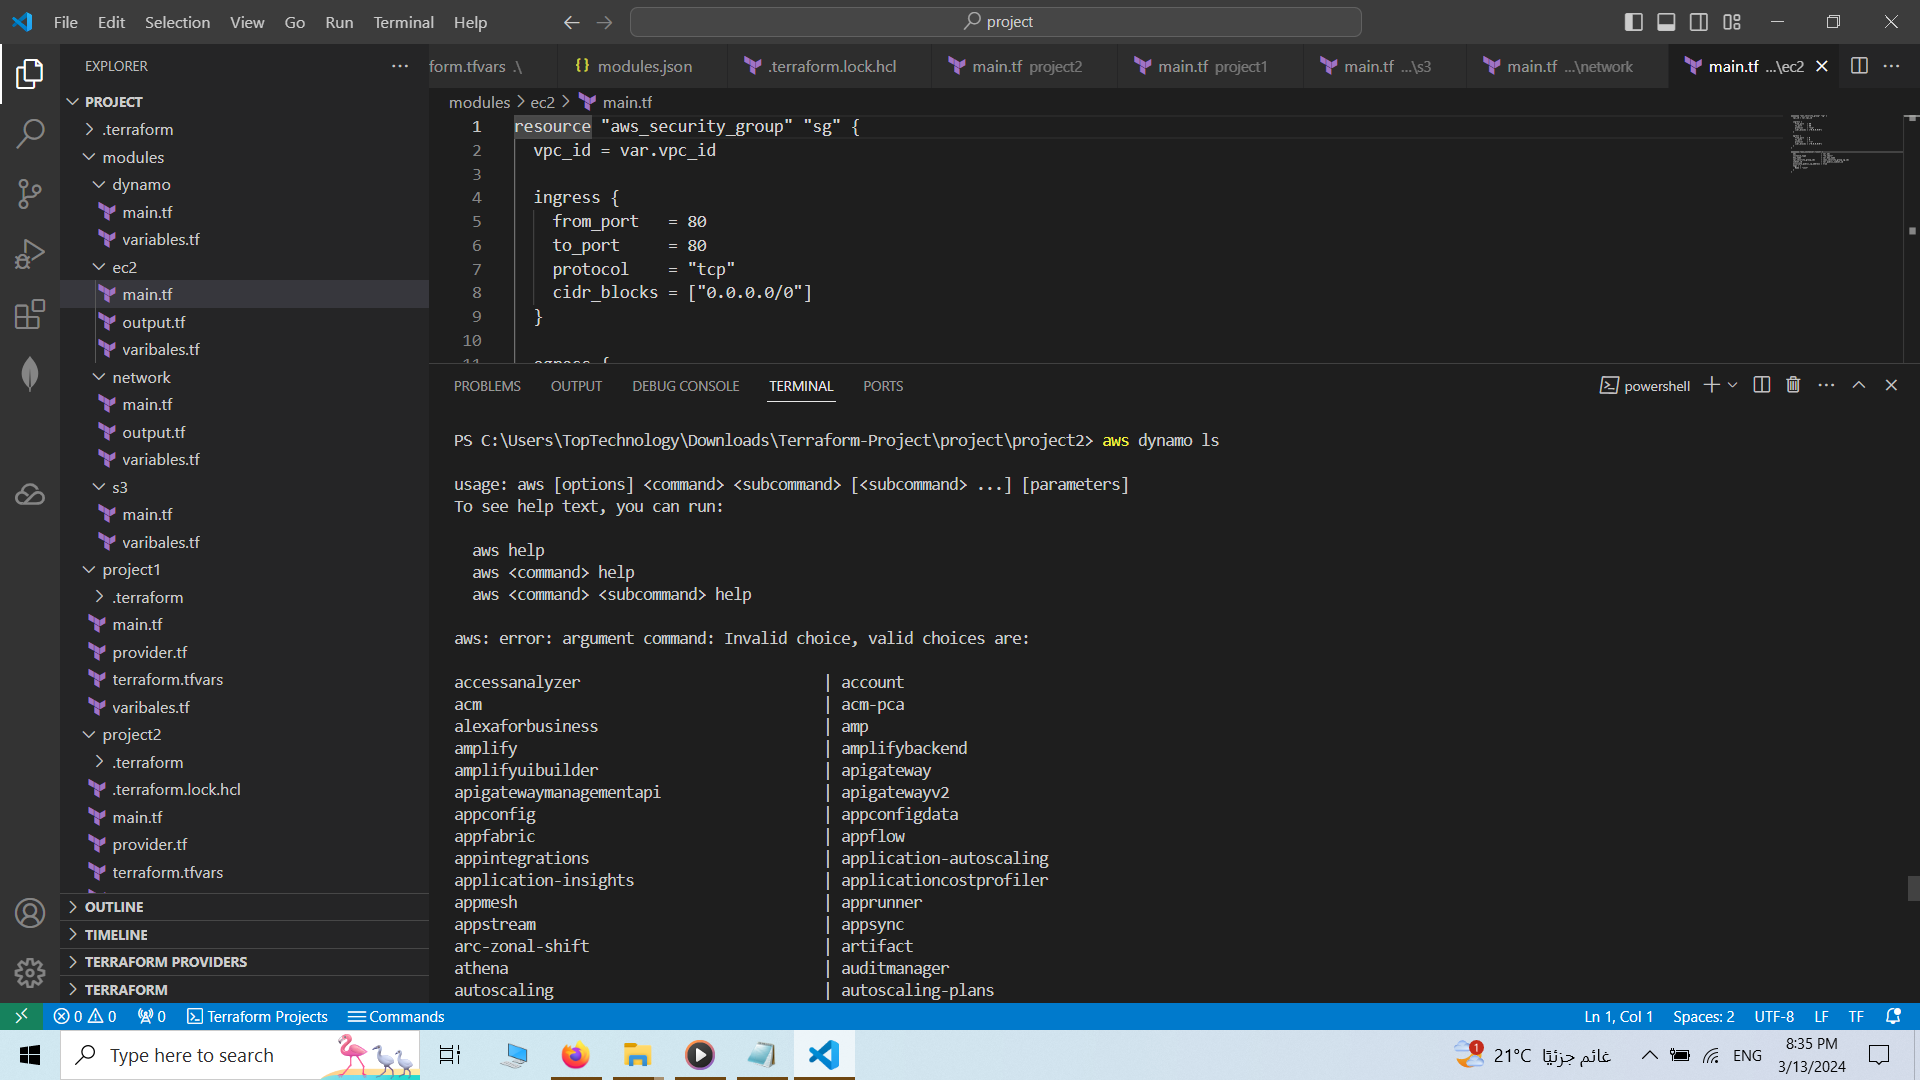 File Edit Selection View Go Run Terminal Help
project
EXPLORER
form.tfvars .\
{} modules.json
.terraform.lock.hcl
main.tf project2
main.tf project1
main.tf ...\s3
main.tf ...\network
main.tf ...\ec2
PROJECT
.terraform
modules
dynamo
main.tf
variables.tf
ec2
main.tf
output.tf
varibales.tf
network
main.tf
output.tf
variables.tf
s3
main.tf
varibales.tf
project1
.terraform
main.tf
provider.tf
terraform.tfvars
varibales.tf
project2
.terraform
.terraform.lock.hcl
main.tf
provider.tf
terraform.tfvars
OUTLINE
TIMELINE
TERRAFORM PROVIDERS
TERRAFORM
modules > ec2 > main.tf
1 resource "aws_security_group" "sg" {
2 vpc_id = var.vpc_id
3
4 ingress {
5 from_port = 80
6 to_port = 80
7 protocol = "tcp"
8 cidr_blocks = ["0.0.0.0/0"]
9 }
10
11 egress {
PROBLEMS OUTPUT DEBUG CONSOLE TERMINAL PORTS
powershell
PS C:\Users\TopTechnology\Downloads\Terraform-Project\project\project2> aws dynamo ls
usage: aws [options] <command> <subcommand> [<subcommand> ...] [parameters]
To see help text, you can run:
aws help
aws <command> help
aws <command> <subcommand> help
aws: error: argument command: Invalid choice, valid choices are:
accessanalyzer | account
acm | acm-pca
alexaforbusiness | amp
amplify | amplifybackend
amplifyuibuilder | apigateway
apigatewaymanagementapi | apigatewayv2
appconfig | appconfigdata
appfabric | appflow
appintegrations | application-autoscaling
application-insights | applicationcostprofiler
appmesh | apprunner
appstream | appsync
arc-zonal-shift | artifact
athena | auditmanager
autoscaling | autoscaling-plans
0 0 0 Terraform Projects Commands
Ln 1, Col 1 Spaces: 2 UTF-8 LF TF
Type here to search
1 21°C غائم جزئيًا ENG
8:35 PM
3/13/2024